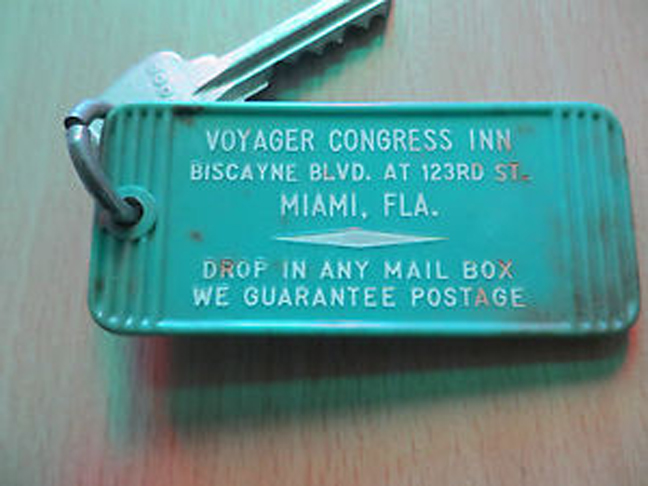 VOYAGER CONGRESS INN
BISCAYNE BLVD. AT 123RD ST.
MIAMI, FLA.
DROP IN ANY MAIL BOX
WE GUARANTEE POSTAGE